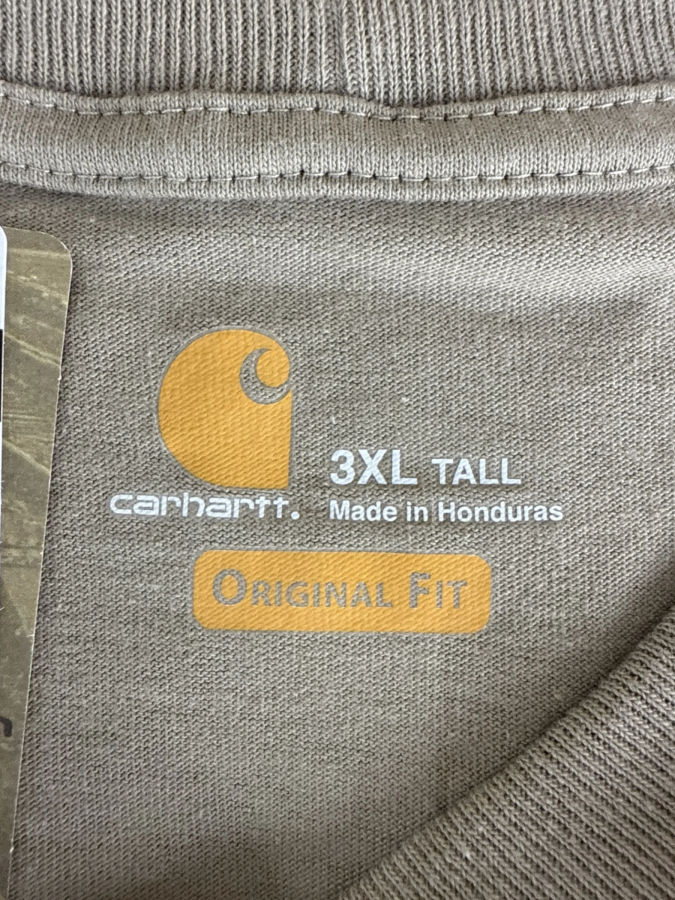 3XL TALL
carhartt.
Made in Honduras
ORIGINAL FIT